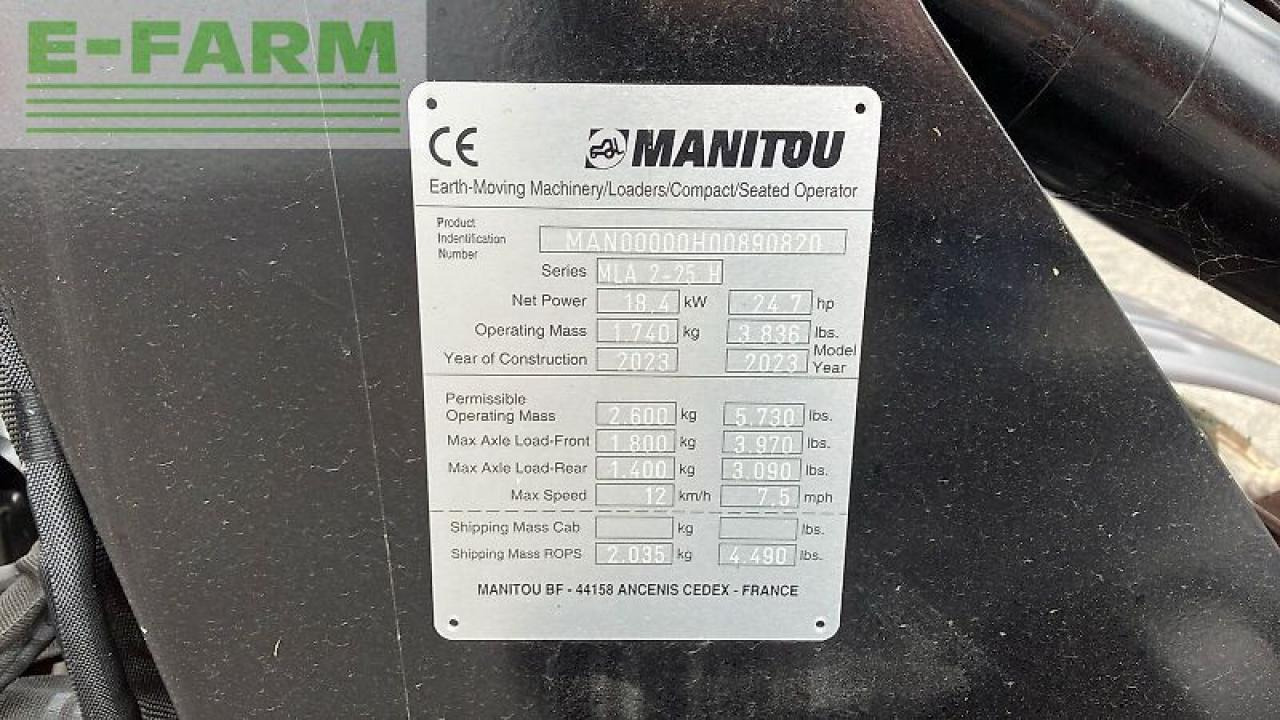 E-FARM
CE MANITOU
Earth-Moving Machinery/Loaders/Compact/Seated Operator
Product
Indentification
Number
MAN00000H00890820
Series MLA 2-25 H
Net Power 18,4 kW 24,7 hp
Operating Mass 1.740 kg 3.836 lbs.
Year of Construction 2023 2023 Model
Year
Permissible
Operating Mass 2.600 kg 5.730 lbs.
Max Axle Load-Front 1.800 kg 3.970 lbs.
Max Axle Load-Rear 1.400 kg 3.090 lbs.
Max Speed 12 km/h 7,5 mph
Shipping Mass Cab kg lbs.
Shipping Mass ROPS 2.035 kg 4.490 lbs.
MANITOU BF - 44158 ANCENIS CEDEX - FRANCE